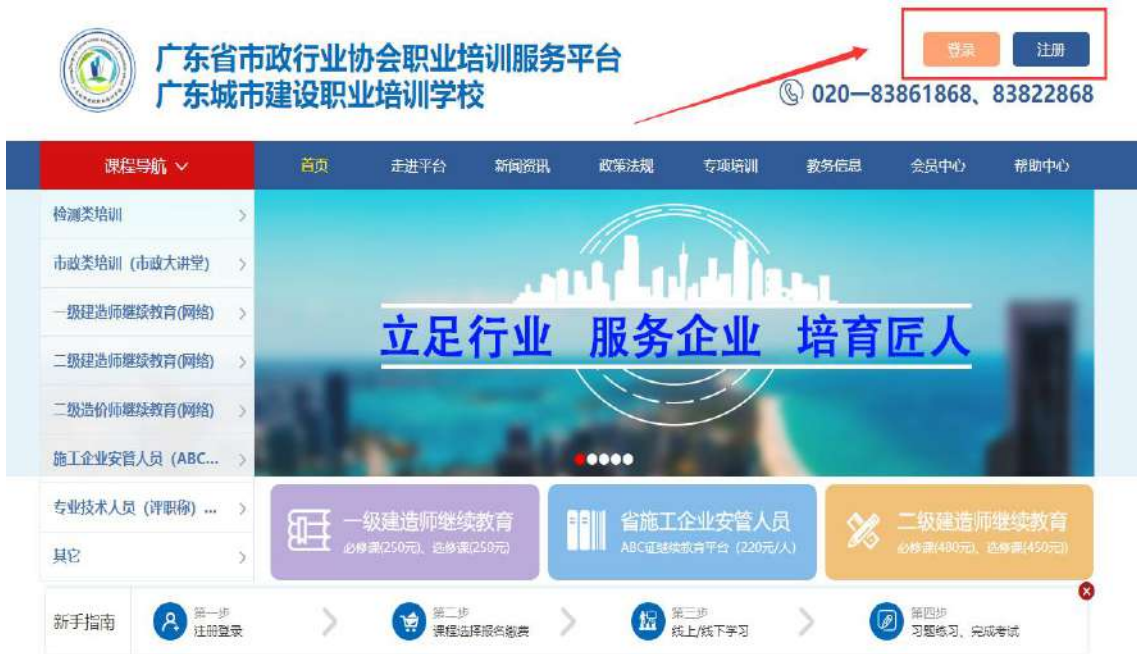 广东省市政行业协会职业培训服务平台
广东城市建设职业培训学校
登录 注册
020—83861868、83822868
课程导航 首页 走进平台 新闻资讯 政策法规 专项培训 教务信息 会员中心 帮助中心
检测类培训
市政类培训 (市政大讲堂)
一级建造师继续教育(网络)
二级建造师继续教育(网络)
二级造价师继续教育(网络)
施工企业安管人员 (ABC...
专业技术人员 (评职称) ...
其它
立足行业 服务企业 培育匠人
一级建造师继续教育
必修课(250元)、选修课(250元)
省施工企业安管人员
ABC证继续教育平台 (220元/人)
二级建造师继续教育
必修课(480元)、选修课(450元))
新手指南
第一步
注册登录
第二步
课程选择报名缴费
第三步
线上/线下学习
第四步
习题练习、完成考试